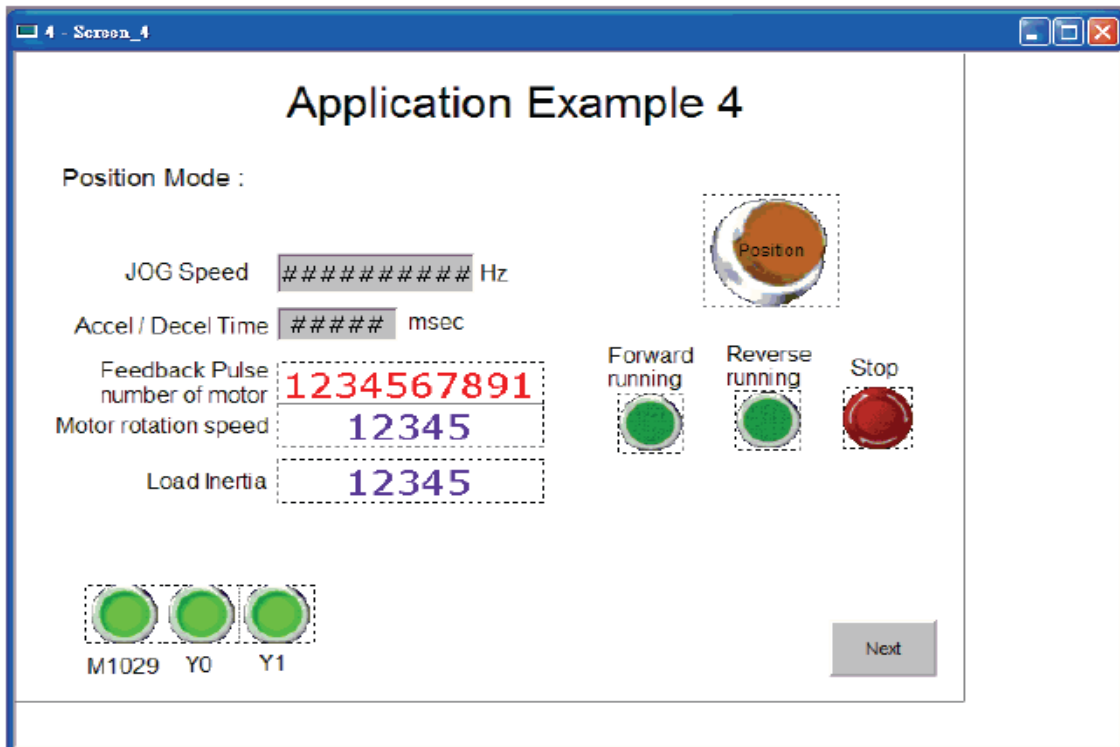 4 - Screen_4
Application Example 4
Position Mode :
Position
JOG Speed ########## Hz
Accel / Decel Time ##### msec
Feedback Pulse
number of motor 1234567891
Motor rotation speed 12345
Load Inertia 12345
Forward
running
Reverse
running
Stop
M1029 Y0 Y1
Next